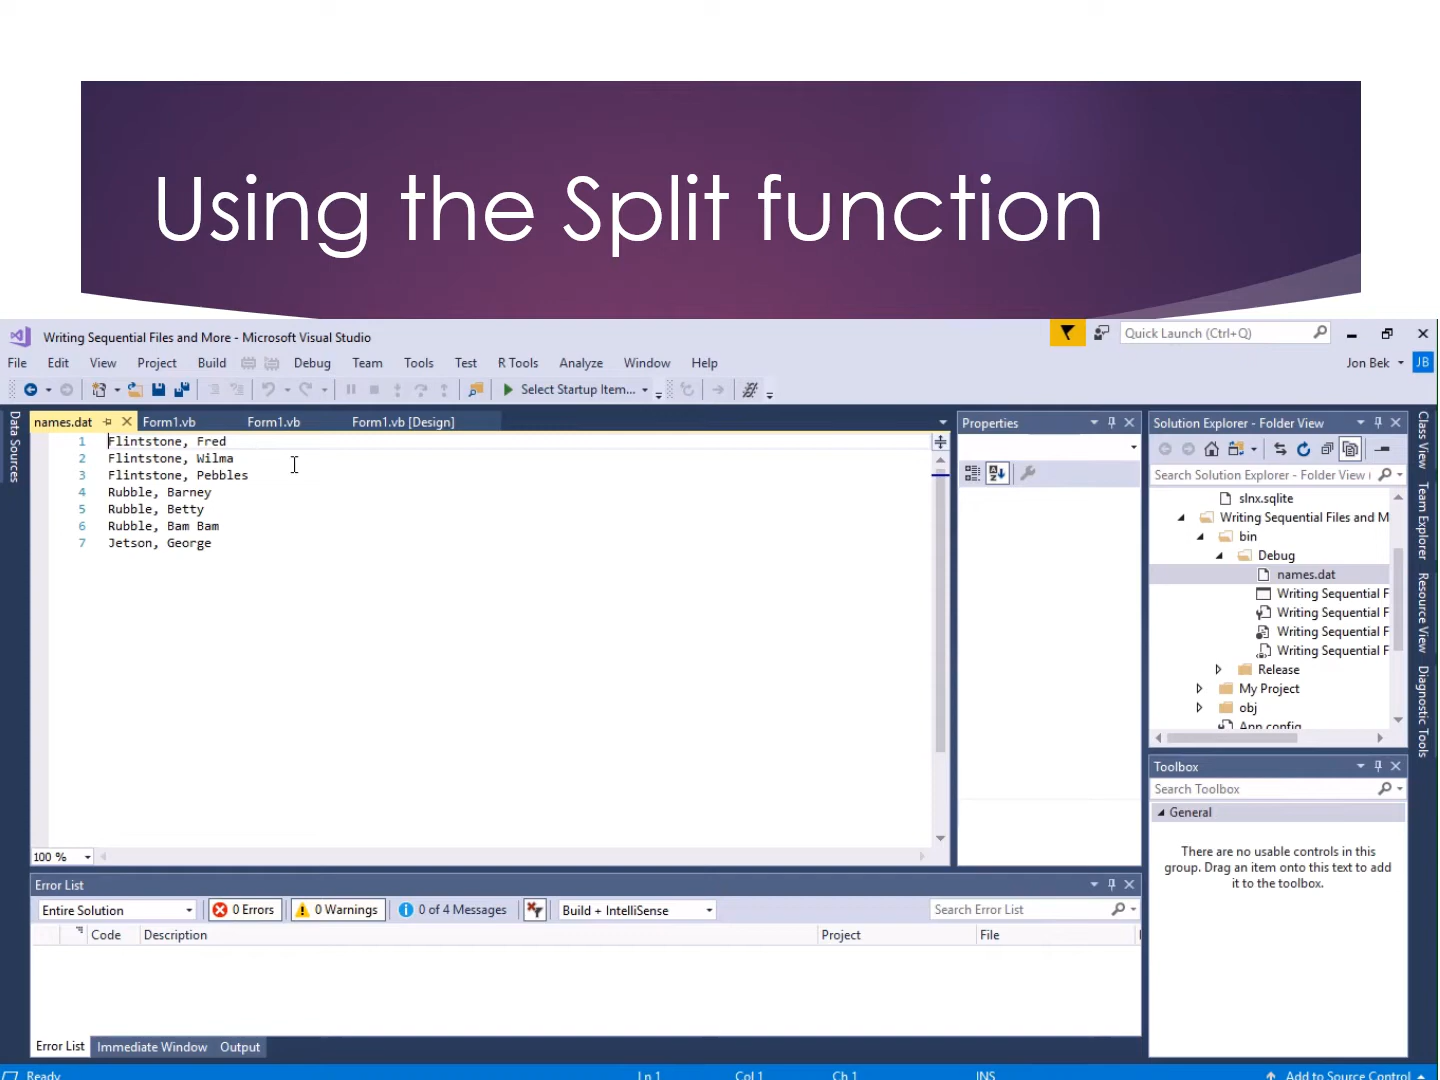 Using the Split function
Writing Sequential Files and More - Microsoft Visual Studio
Quick Launch (Ctrl+Q)
File Edit View Project Build Debug Team Tools Test R Tools Analyze Window Help
Jon Bek JB
Select Startup Item...
names.dat Form1.vb Form1.vb Form1.vb [Design]
Data Sources
1 Flintstone, Fred
2 Flintstone, Wilma
3 Flintstone, Pebbles
4 Rubble, Barney
5 Rubble, Betty
6 Rubble, Bam Bam
7 Jetson, George
100 %
Properties
Solution Explorer - Folder View
Search Solution Explorer - Folder View
slnx.sqlite
Writing Sequential Files and M
bin
Debug
names.dat
Writing Sequential F
Writing Sequential F
Writing Sequential F
Writing Sequential F
Release
My Project
obj
App.config
Class View
Team Explorer
Resource View
Diagnostic Tools
Toolbox
Search Toolbox
General
There are no usable controls in this
group. Drag an item onto this text to add
it to the toolbox.
Error List
Entire Solution 0 Errors 0 Warnings 0 of 4 Messages Build + IntelliSense Search Error List
Code Description Project File
Error List Immediate Window Output
Ready Ln 1 Col 1 Ch 1 INS Add to Source Control